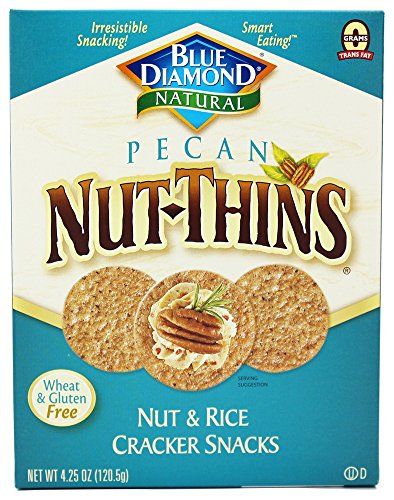 Irresistible
Snacking!
Smart
Eating!™
0
GRAMS
TRANS FAT
BLUE
DIAMOND®
NATURAL
PECAN
NUT•THINS®
SERVING
SUGGESTION
Wheat
& Gluten
Free
NUT & RICE
CRACKER SNACKS
NET WT 4.25 OZ (120.5g)
U D